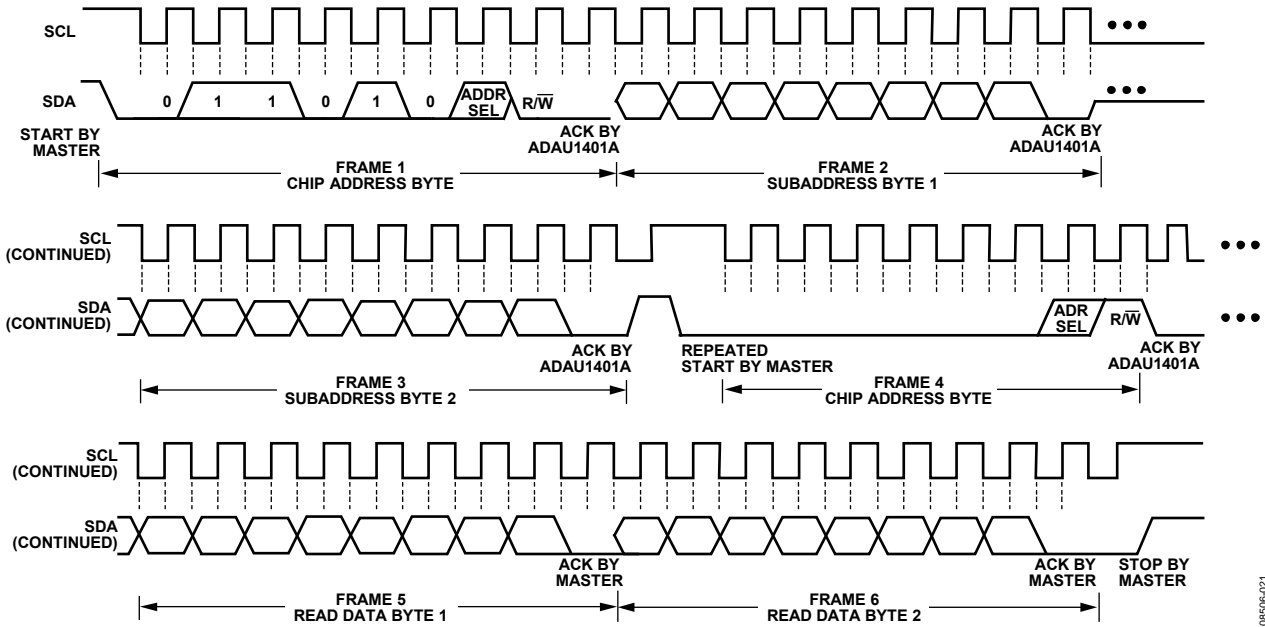 SCL
SDA
0 1 1 0 1 0 ADDR SEL R/W̅
START BY
MASTER
ACK BY
ADAU1401A
ACK BY
ADAU1401A
FRAME 1
CHIP ADDRESS BYTE
FRAME 2
SUBADDRESS BYTE 1
SCL
(CONTINUED)
SDA
(CONTINUED)
ADR
SEL
R/W̅
ACK BY
ADAU1401A
REPEATED
START BY MASTER
ACK BY
ADAU1401A
FRAME 3
SUBADDRESS BYTE 2
FRAME 4
CHIP ADDRESS BYTE
SCL
(CONTINUED)
SDA
(CONTINUED)
ACK BY
MASTER
ACK BY
MASTER
STOP BY
MASTER
FRAME 5
READ DATA BYTE 1
FRAME 6
READ DATA BYTE 2
08506-021